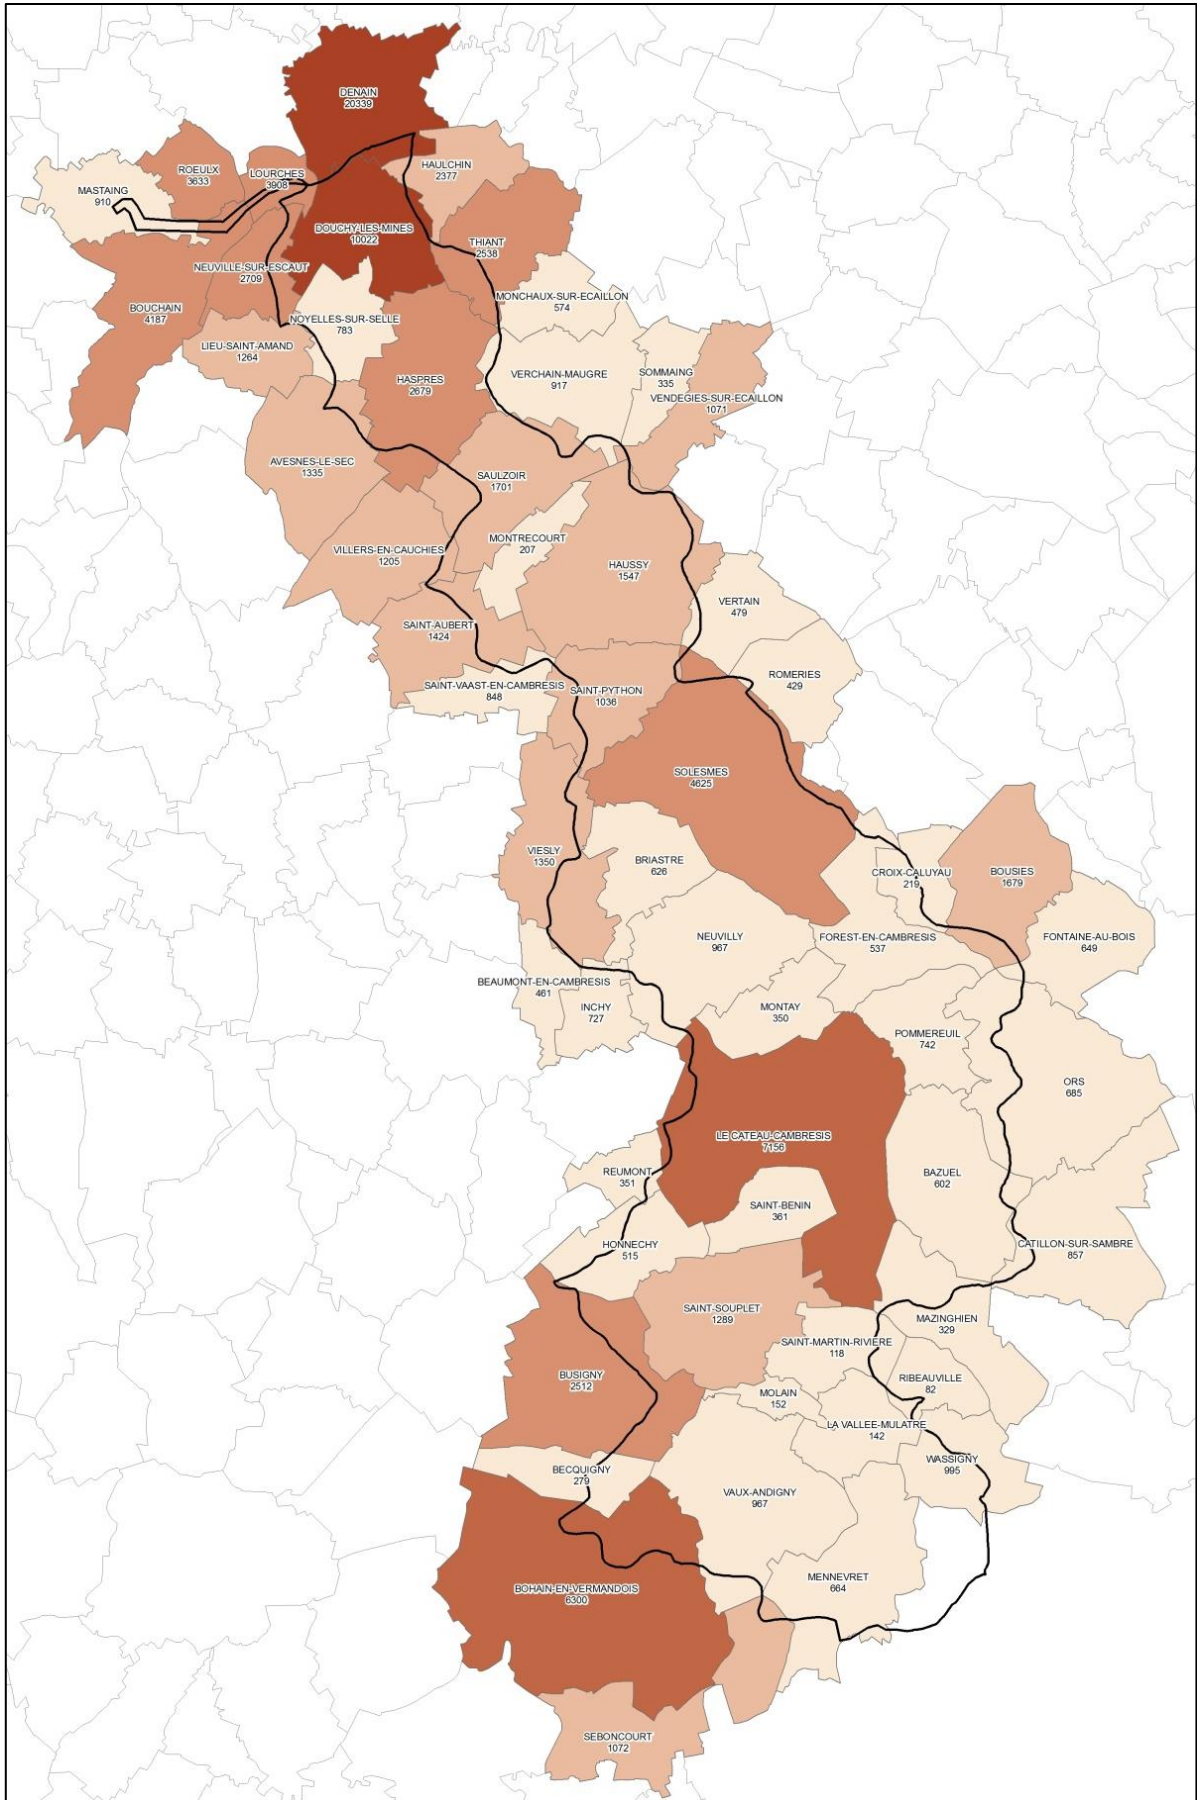 DENAIN
20339
HAULCHIN
2377
ROEULX
3633
LOURCHES
3908
MASTAING
910
DOUCHY-LES-MINES
10022
THIANT
2538
NEUVILLE-SUR-ESCAUT
2709
MONCHAUX-SUR-ECAILLON
574
BOUCHAIN
4187
NOYELLES-SUR-SELLE
783
LIEU-SAINT-AMAND
1264
VERCHAIN-MAUGRE
917
SOMMAING
335
HASPRES
2679
VENDEGIES-SUR-ECAILLON
1071
AVESNES-LE-SEC
1335
SAULZOIR
1701
MONTRECOURT
207
VILLERS-EN-CAUCHIES
1205
HAUSSY
1547
VERTAIN
479
SAINT-AUBERT
1424
ROMERIES
429
SAINT-VAAST-EN-CAMBRESIS
848
SAINT-PYTHON
1036
SOLESMES
4625
VIESLY
1350
BRIASTRE
626
CROIX-CALUYAU
219
BOUSIES
1679
NEUVILLY
967
FOREST-EN-CAMBRESIS
537
FONTAINE-AU-BOIS
649
BEAUMONT-EN-CAMBRESIS
461
INCHY
727
MONTAY
350
POMMEREUIL
742
ORS
685
LE CATEAU-CAMBRESIS
7156
REUMONT
351
BAZUEL
602
SAINT-BENIN
361
HONNECHY
515
CATILLON-SUR-SAMBRE
857
SAINT-SOUPLET
1289
MAZINGHIEN
329
SAINT-MARTIN-RIVIERE
118
BUSIGNY
2512
RIBEAUVILLE
82
MOLAIN
152
LA VALLEE-MULATRE
142
WASSIGNY
995
BECQUIGNY
279
VAUX-ANDIGNY
967
MENNEVRET
664
BOHAIN-EN-VERMANDOIS
6300
SEBONCOURT
1072